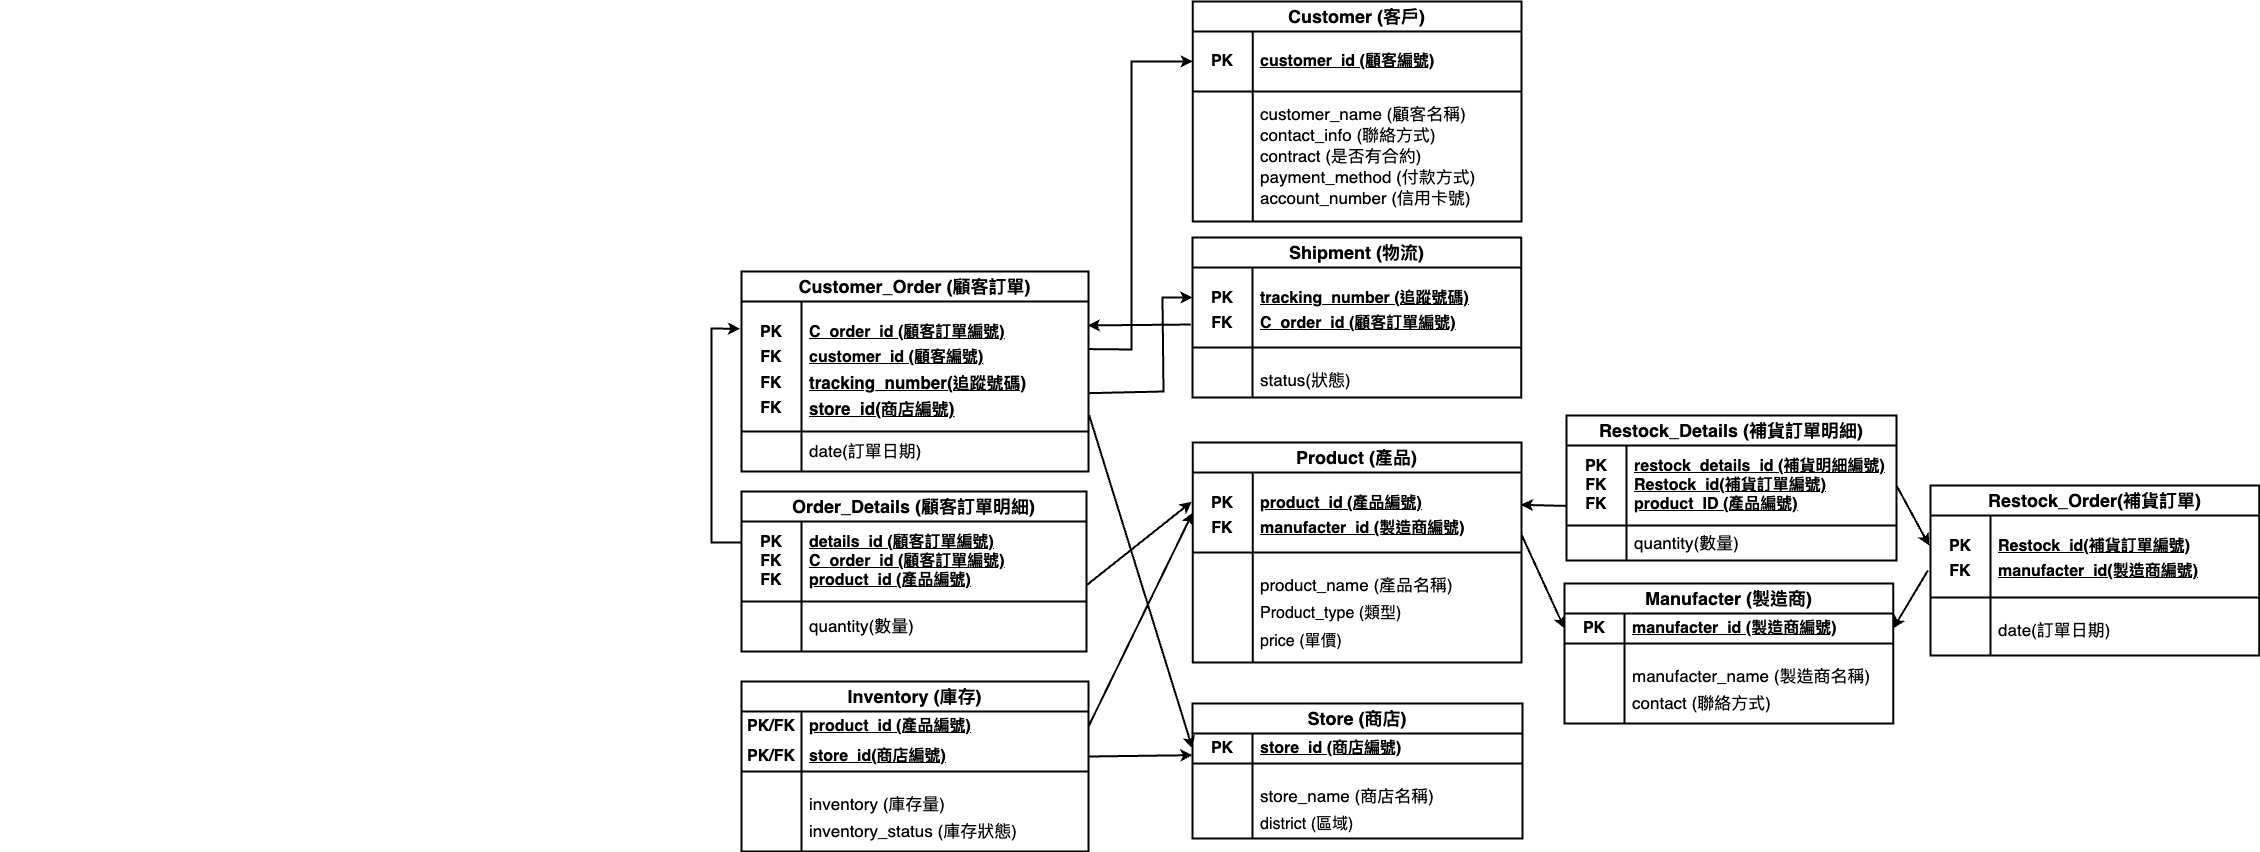 Customer (客戶)
PK customer_id (顧客編號)
customer_name (顧客名稱)
contact_info (聯絡方式)
contract (是否有合約)
payment_method (付款方式)
account_number (信用卡號)
Shipment (物流)
PK tracking_number (追蹤號碼)
FK C_order_id (顧客訂單編號)
status(狀態)
Customer_Order (顧客訂單)
PK C_order_id (顧客訂單編號)
FK customer_id (顧客編號)
FK tracking_number(追蹤號碼)
FK store_id(商店編號)
date(訂單日期)
Order_Details (顧客訂單明細)
PK details_id (顧客訂單編號)
FK C_order_id (顧客訂單編號)
FK product_id (產品編號)
quantity(數量)
Product (產品)
PK product_id (產品編號)
FK manufacter_id (製造商編號)
product_name (產品名稱)
Product_type (類型)
price (單價)
Restock_Details (補貨訂單明細)
PK restock_details_id (補貨明細編號)
FK Restock_id(補貨訂單編號)
FK product_ID (產品編號)
quantity(數量)
Restock_Order(補貨訂單)
PK Restock_id(補貨訂單編號)
FK manufacter_id(製造商編號)
date(訂單日期)
Manufacter (製造商)
PK manufacter_id (製造商編號)
manufacter_name (製造商名稱)
contact (聯絡方式)
Inventory (庫存)
PK/FK product_id (產品編號)
PK/FK store_id(商店編號)
inventory (庫存量)
inventory_status (庫存狀態)
Store (商店)
PK store_id (商店編號)
store_name (商店名稱)
district (區域)